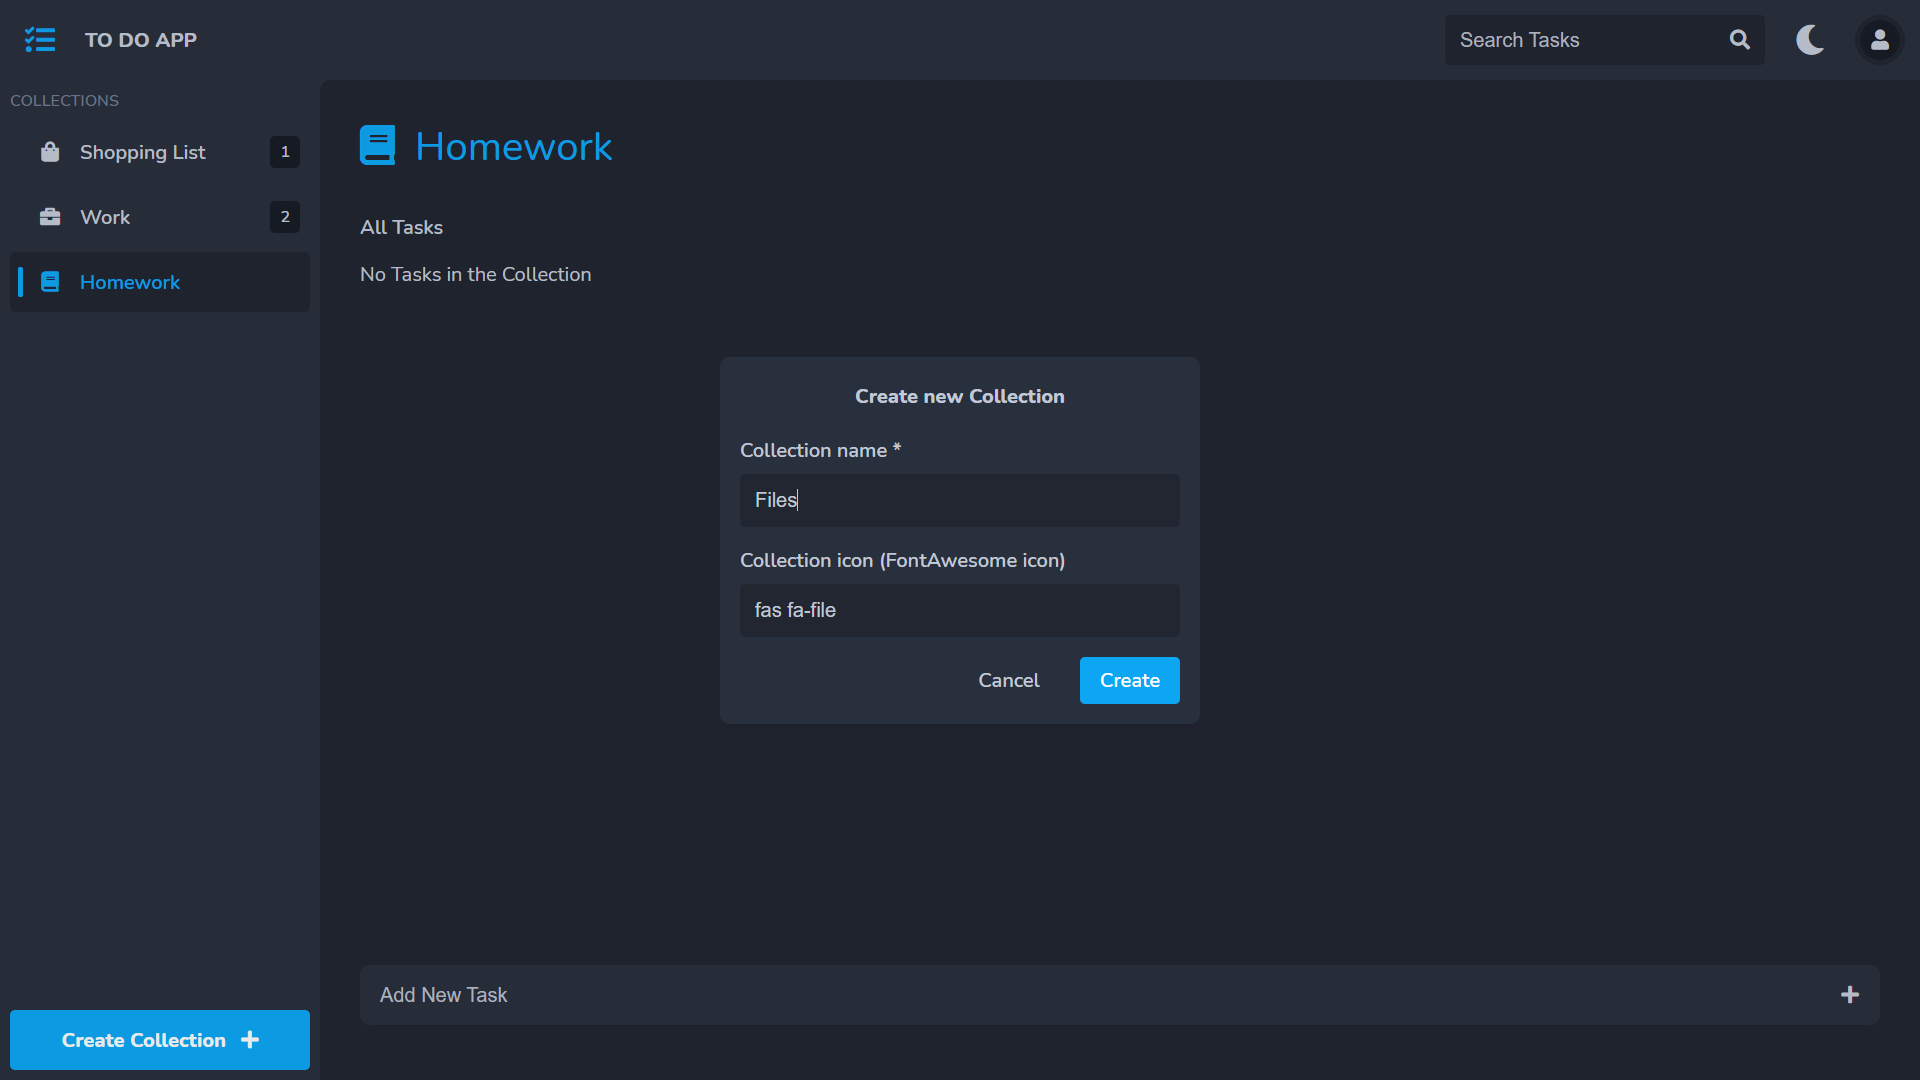 TO DO APP
Search Tasks
COLLECTIONS
Shopping List 1
Work 2
Homework
Homework
All Tasks
No Tasks in the Collection
Create new Collection
Collection name *
Files
Collection icon (FontAwesome icon)
fas fa-file
Cancel Create
Add New Task
Create Collection